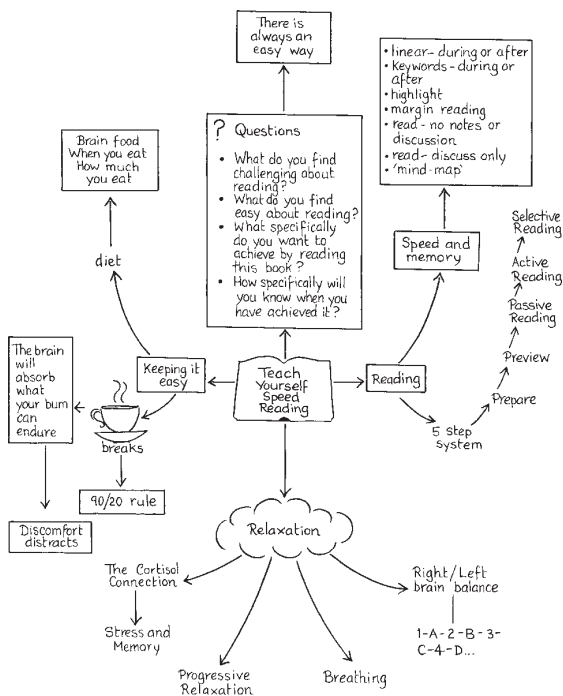 There is
always an
easy way
? Questions
• What do you find
challenging about
reading?
• What do you find
easy about reading?
• What specifically
do you want to
achieve by reading
this book?
• How specifically will
you know when you
have achieved it?
• linear - during or after
• keywords - during or
after
• highlight
• margin reading
• read - no notes or
discussion
• read - discuss only
• 'mind-map'
Speed and
memory
Brain food
When you eat
How much
you eat
diet
Keeping it
easy
The brain
will
absorb
what
your bum
can
endure
breaks
90/20 rule
Discomfort
distracts
Teach
Yourself
Speed
Reading
Reading
5 step
system
Prepare
Preview
Passive
Reading
Active
Reading
Selective
Reading
Relaxation
The Cortisol
Connection
Stress and
Memory
Progressive
Relaxation
Breathing
Right/Left
brain balance
1-A-2-B-3-
C-4-D...